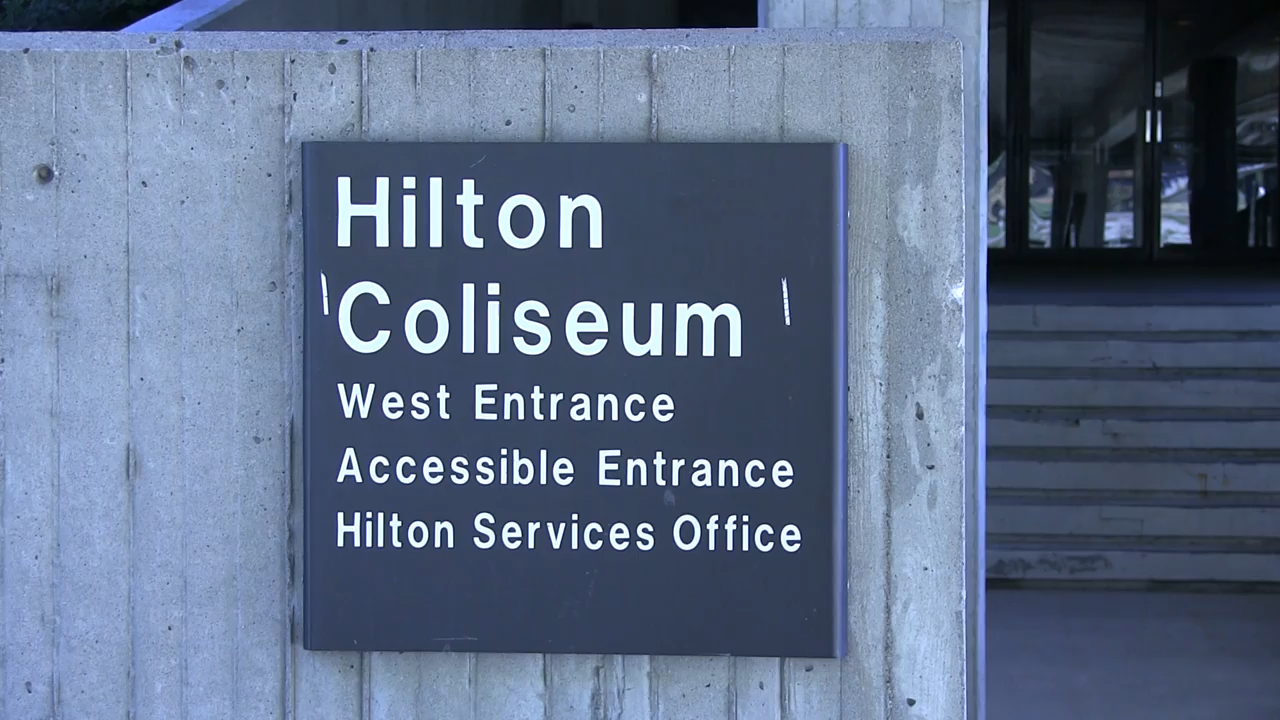 Hilton
Coliseum
West Entrance
Accessible Entrance
Hilton Services Office